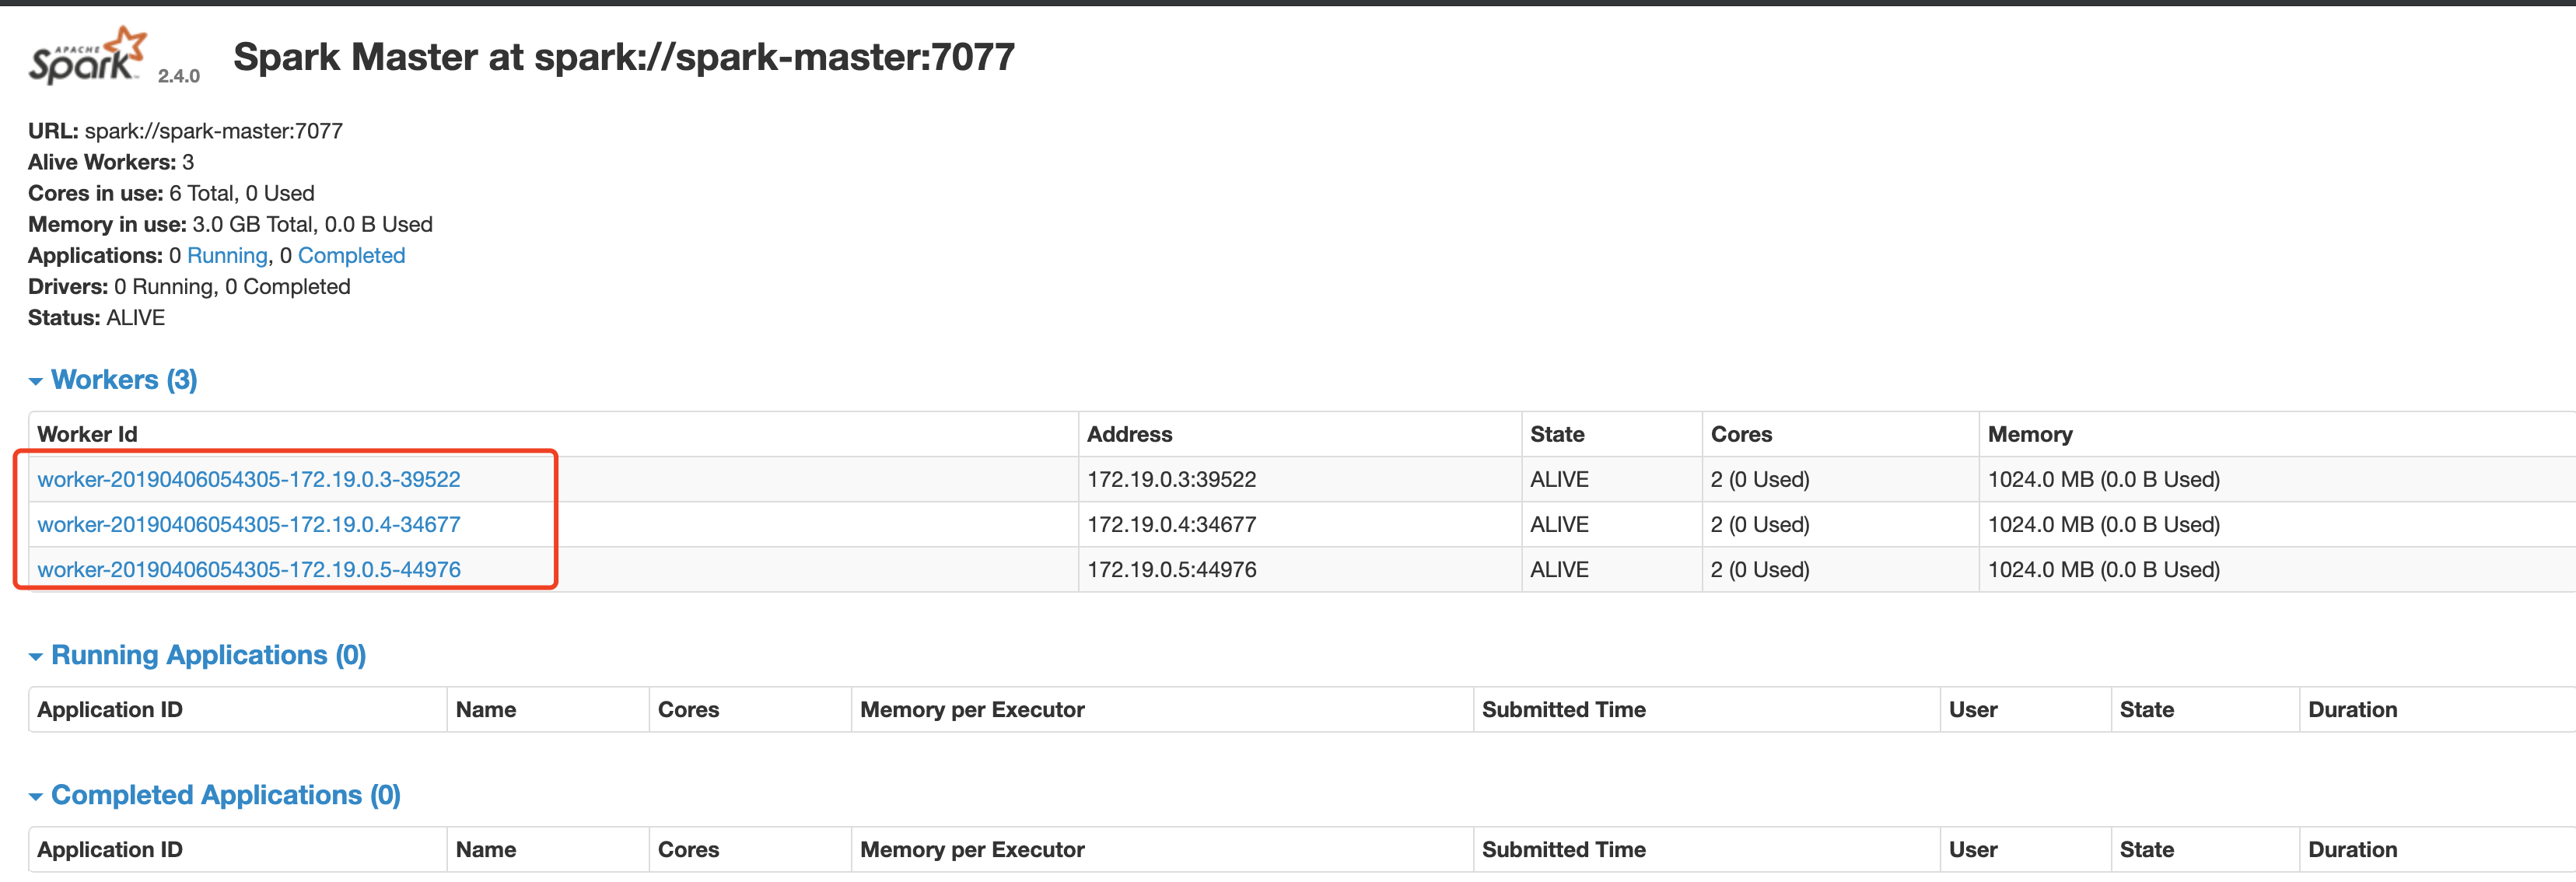 APACHE
Spark 2.4.0 Spark Master at spark://spark-master:7077
URL: spark://spark-master:7077
Alive Workers: 3
Cores in use: 6 Total, 0 Used
Memory in use: 3.0 GB Total, 0.0 B Used
Applications: 0 Running, 0 Completed
Drivers: 0 Running, 0 Completed
Status: ALIVE
Workers (3)
Worker Id Address State Cores Memory
worker-20190406054305-172.19.0.3-39522 172.19.0.3:39522 ALIVE 2 (0 Used) 1024.0 MB (0.0 B Used)
worker-20190406054305-172.19.0.4-34677 172.19.0.4:34677 ALIVE 2 (0 Used) 1024.0 MB (0.0 B Used)
worker-20190406054305-172.19.0.5-44976 172.19.0.5:44976 ALIVE 2 (0 Used) 1024.0 MB (0.0 B Used)
Running Applications (0)
Application ID Name Cores Memory per Executor Submitted Time User State Duration
Completed Applications (0)
Application ID Name Cores Memory per Executor Submitted Time User State Duration